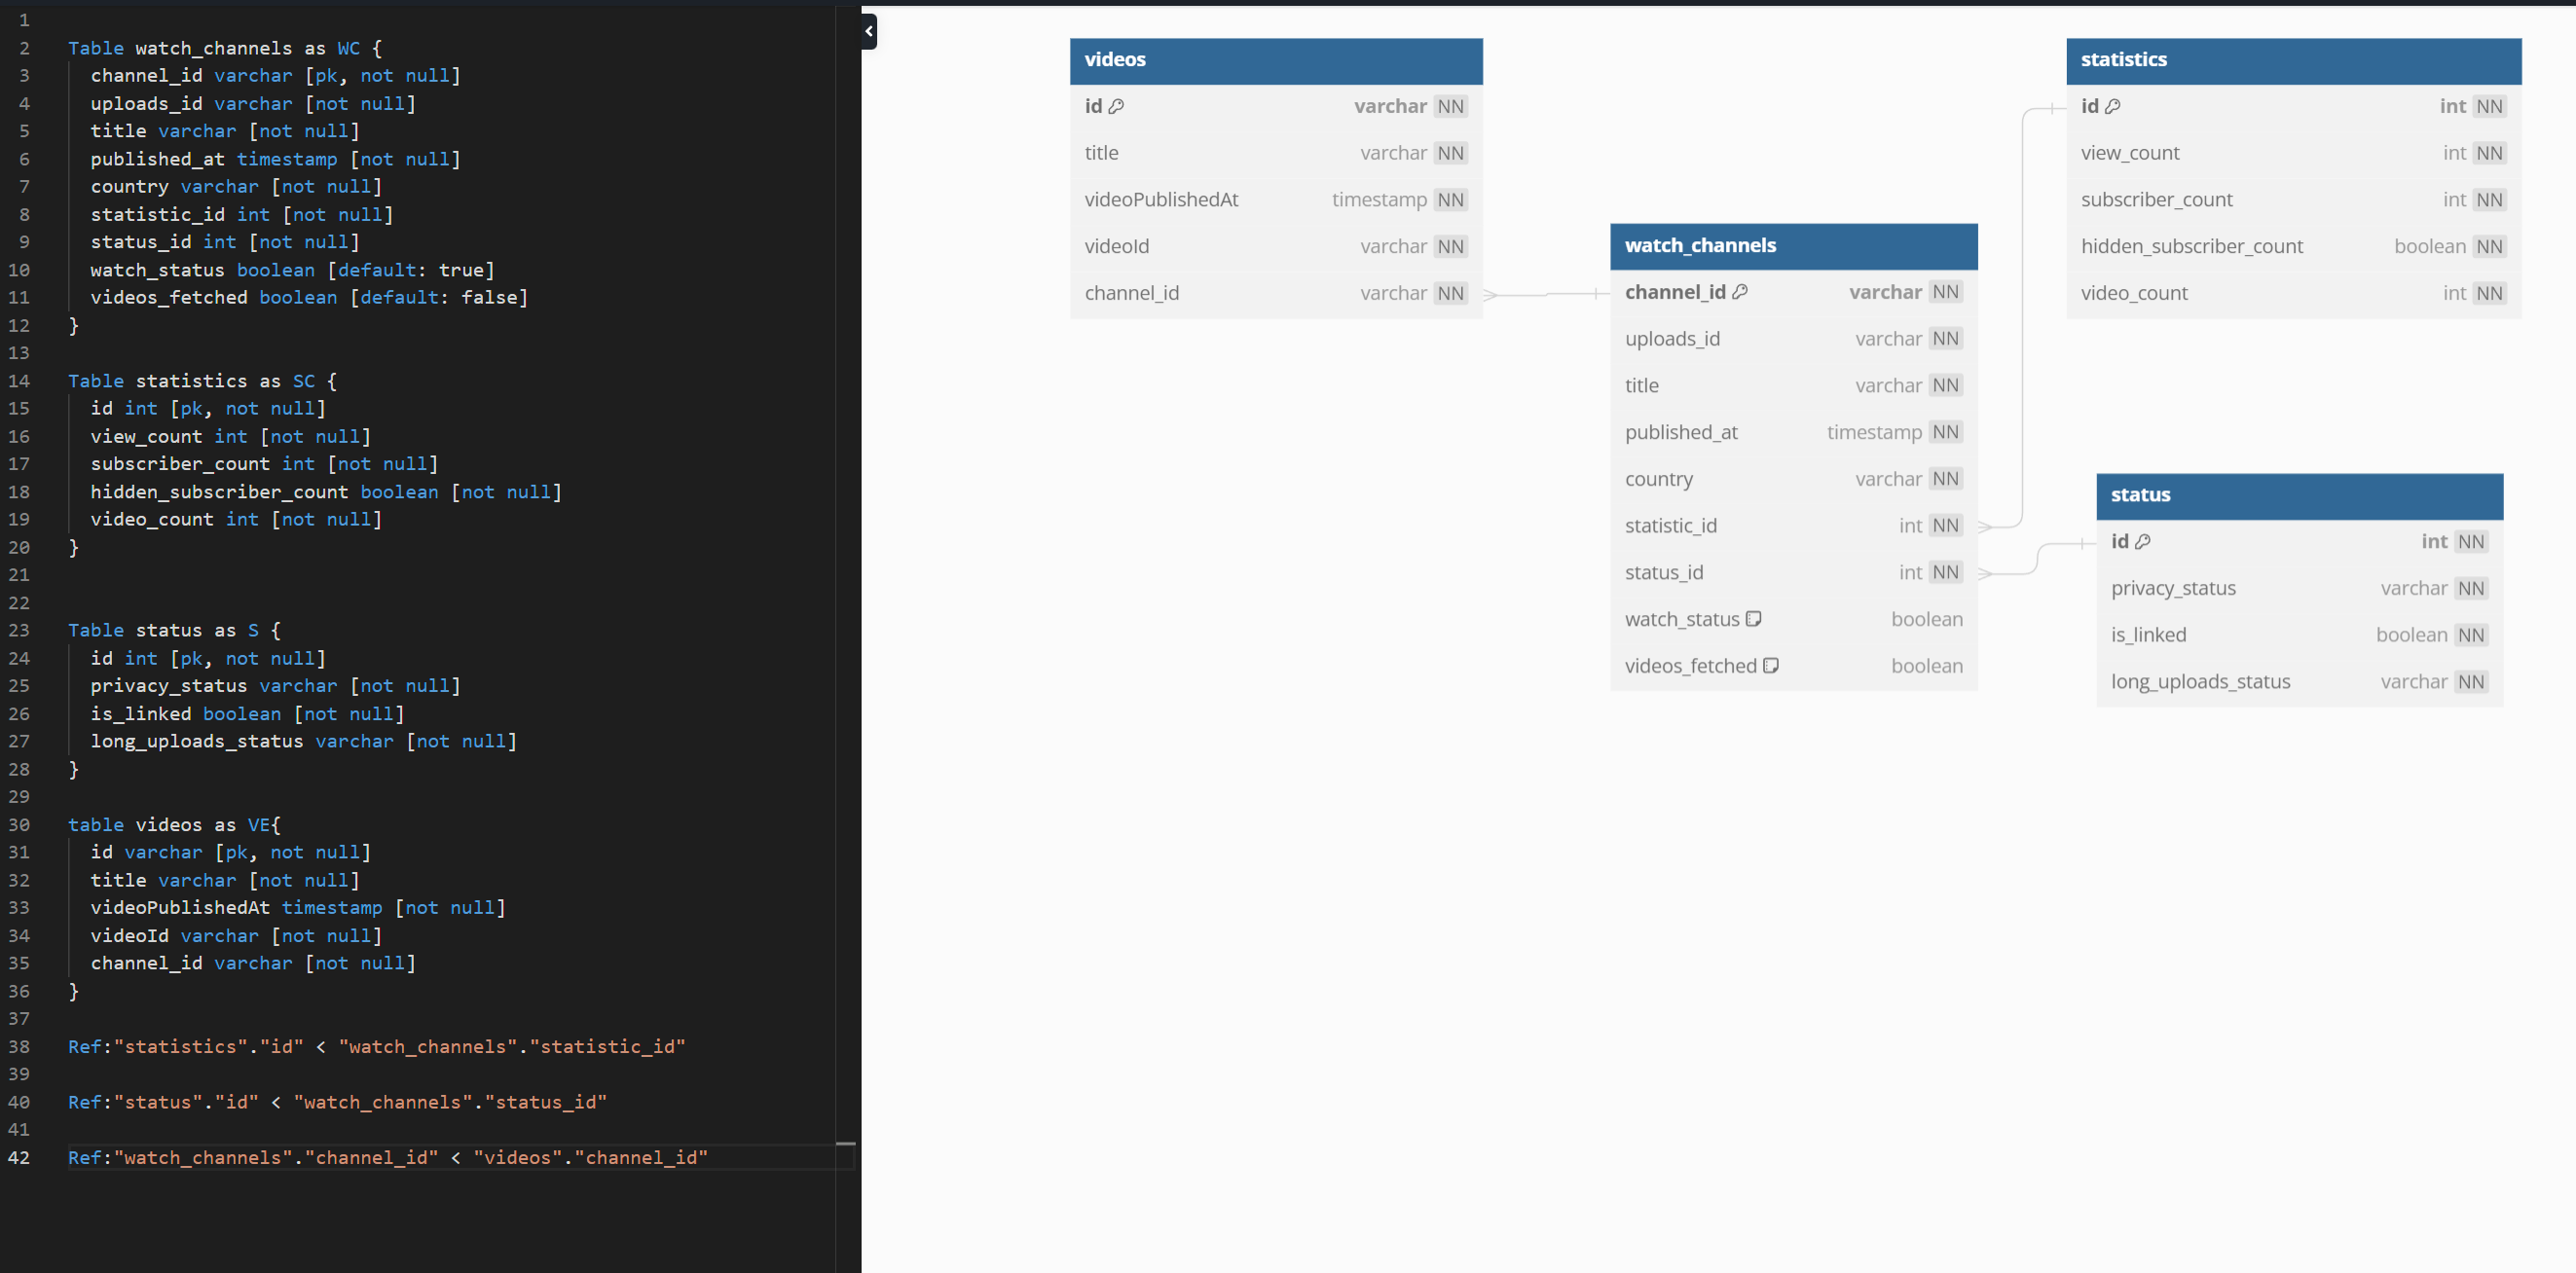 1
2 Table watch_channels as WC {
3 channel_id varchar [pk, not null]
4 uploads_id varchar [not null]
5 title varchar [not null]
6 published_at timestamp [not null]
7 country varchar [not null]
8 statistic_id int [not null]
9 status_id int [not null]
10 watch_status boolean [default: true]
11 videos_fetched boolean [default: false]
12 }
13
14 Table statistics as SC {
15 id int [pk, not null]
16 view_count int [not null]
17 subscriber_count int [not null]
18 hidden_subscriber_count boolean [not null]
19 video_count int [not null]
20 }
21
22
23 Table status as S {
24 id int [pk, not null]
25 privacy_status varchar [not null]
26 is_linked boolean [not null]
27 long_uploads_status varchar [not null]
28 }
29
30 table videos as VE{
31 id varchar [pk, not null]
32 title varchar [not null]
33 videoPublishedAt timestamp [not null]
34 videoId varchar [not null]
35 channel_id varchar [not null]
36 }
37
38 Ref:"statistics"."id" < "watch_channels"."statistic_id"
39
40 Ref:"status"."id" < "watch_channels"."status_id"
41
42 Ref:"watch_channels"."channel_id" < "videos"."channel_id"
videos
id varchar NN
title varchar NN
videoPublishedAt timestamp NN
videoId varchar NN
channel_id varchar NN
watch_channels
channel_id varchar NN
uploads_id varchar NN
title varchar NN
published_at timestamp NN
country varchar NN
statistic_id int NN
status_id int NN
watch_status boolean
videos_fetched boolean
statistics
id int NN
view_count int NN
subscriber_count int NN
hidden_subscriber_count boolean NN
video_count int NN
status
id int NN
privacy_status varchar NN
is_linked boolean NN
long_uploads_status varchar NN